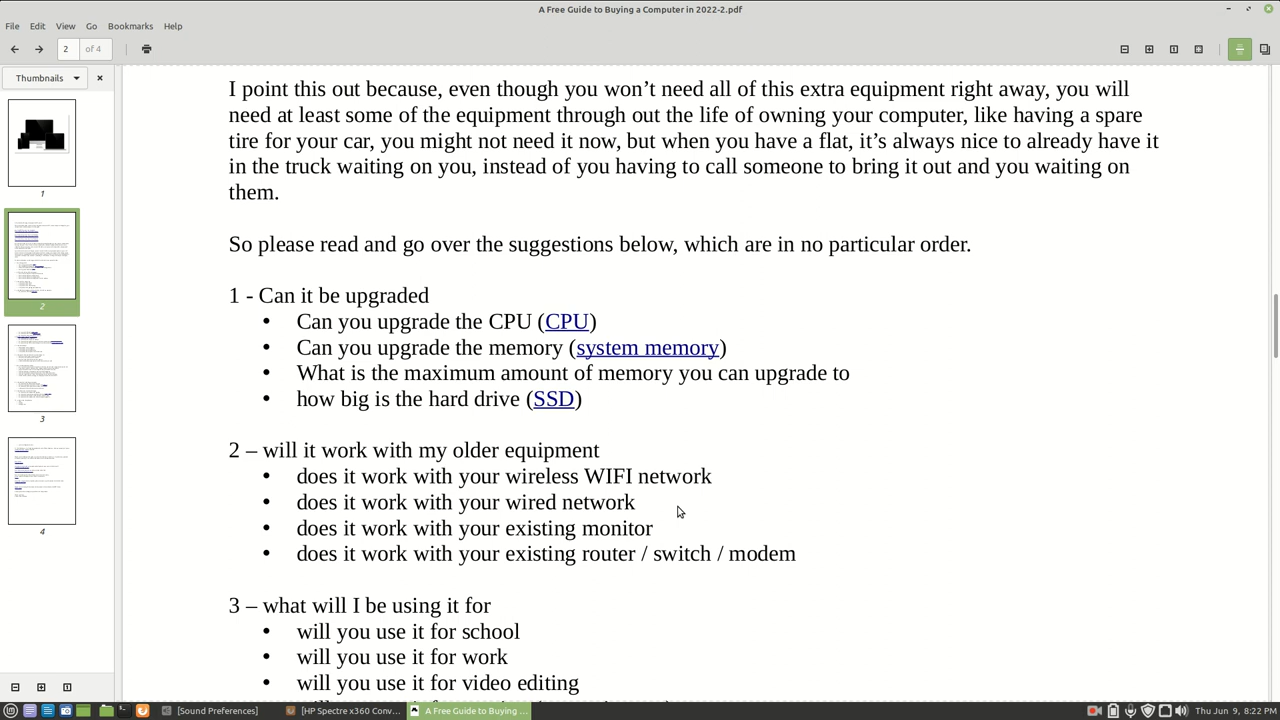 A Free Guide to Buying a Computer in 2022-2.pdf
File Edit View Go Bookmarks Help
2 of 4
Thumbnails
1
2
3
4
I point this out because, even though you won't need all of this extra equipment right away, you will
need at least some of the equipment through out the life of owning your computer, like having a spare
tire for your car, you might not need it now, but when you have a flat, it's always nice to already have it
in the truck waiting on you, instead of you having to call someone to bring it out and you waiting on
them.
So please read and go over the suggestions below, which are in no particular order.
1 - Can it be upgraded
• Can you upgrade the CPU (CPU)
• Can you upgrade the memory (system memory)
• What is the maximum amount of memory you can upgrade to
• how big is the hard drive (SSD)
2 – will it work with my older equipment
• does it work with your wireless WIFI network
• does it work with your wired network
• does it work with your existing monitor
• does it work with your existing router / switch / modem
3 – what will I be using it for
• will you use it for school
• will you use it for work
• will you use it for video editing
[Sound Preferences] [HP Spectre x360 Conv... A Free Guide to Buying ... Thu Jun 9, 8:22 PM